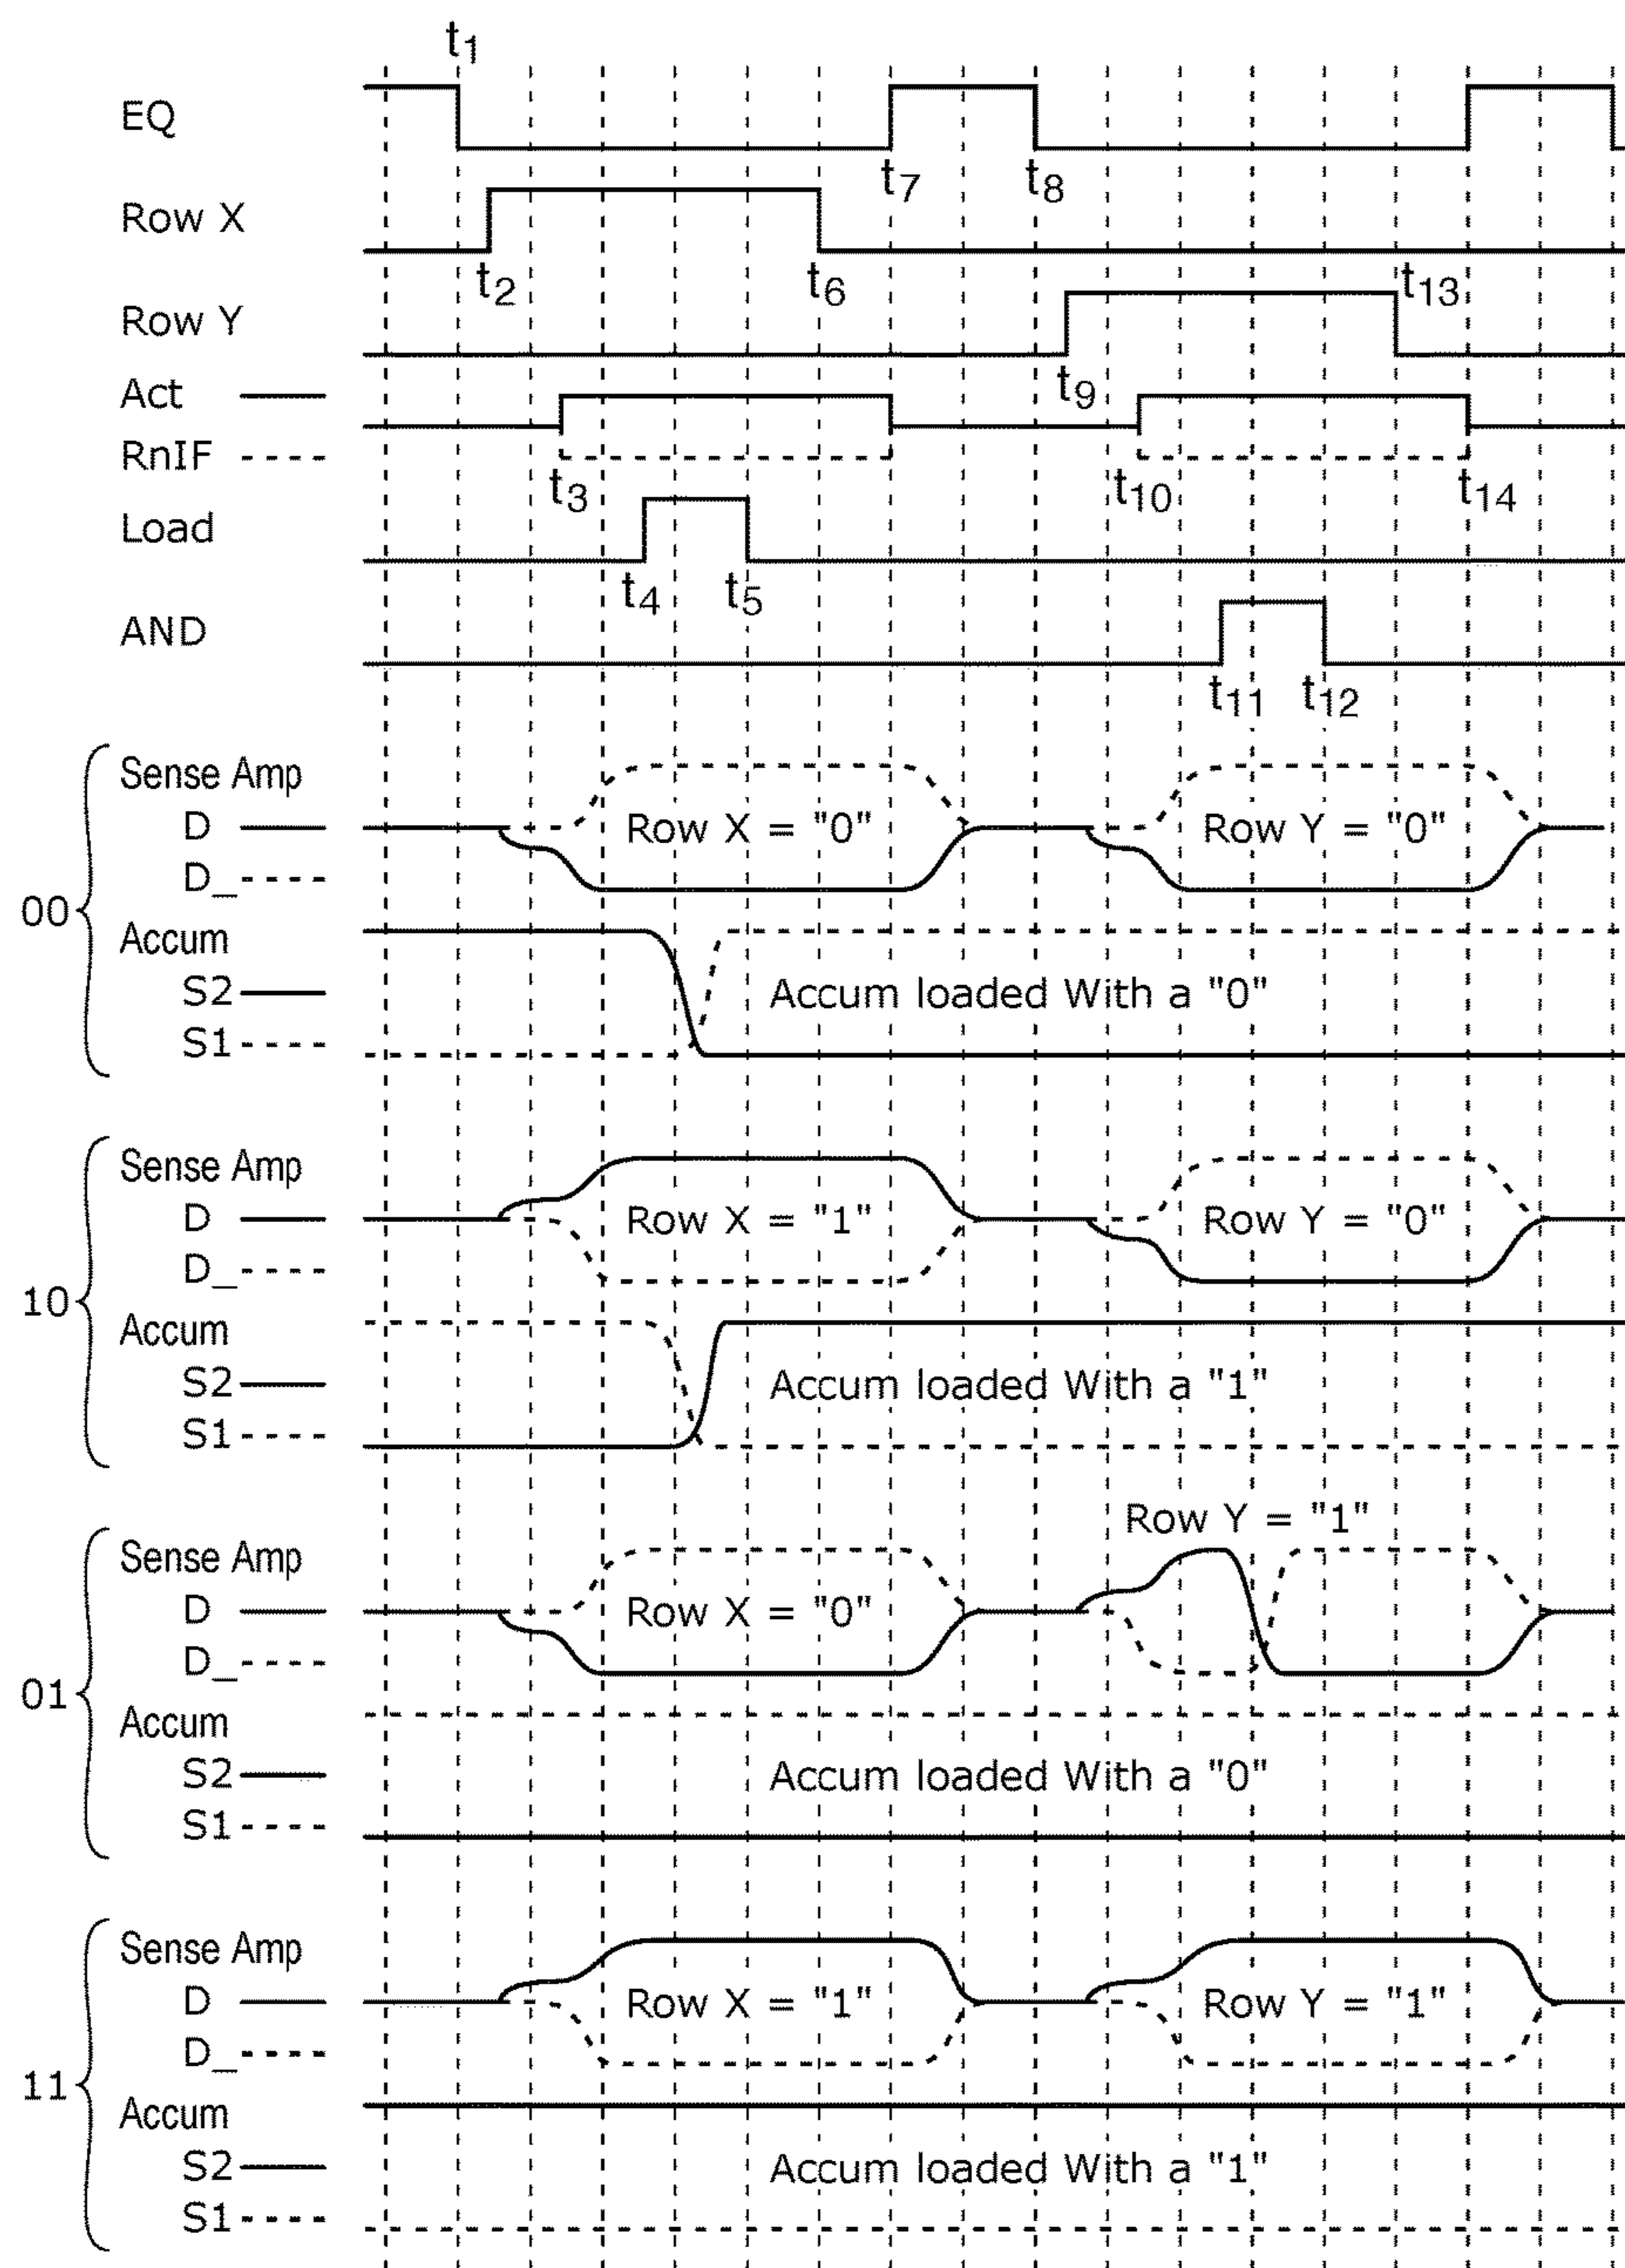 t1
EQ
t7 t8
Row X
t2 t6 t13
Row Y
Act
t9
RnIF
t3 t10 t14
Load
t4 t5
AND
t11 t12
00
Sense Amp
D Row X = "0" Row Y = "0"
D_
Accum
S2 Accum loaded With a "0"
S1
10
Sense Amp
D Row X = "1" Row Y = "0"
D_
Accum
S2 Accum loaded With a "1"
S1
01
Row Y = "1"
Sense Amp
D Row X = "0"
D_
Accum
S2 Accum loaded With a "0"
S1
11
Sense Amp
D Row X = "1" Row Y = "1"
D_
Accum
S2 Accum loaded With a "1"
S1